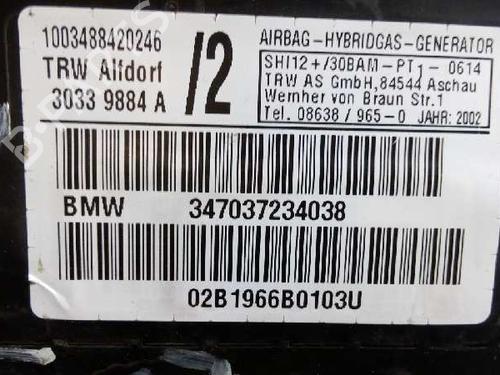 1003488420246
TRW Alfdorf
3033 9884 A
/2
AIRBAG-HYBRIDGAS-GENERATOR
SHI12+/30BAM-PT1-0614
TRW AS GmbH,84544 Aschau
Wernher von Braun Str.1
Tel. 08638/965-0 JAHR: 2002
BMW 347037234038
02B1966B0103U